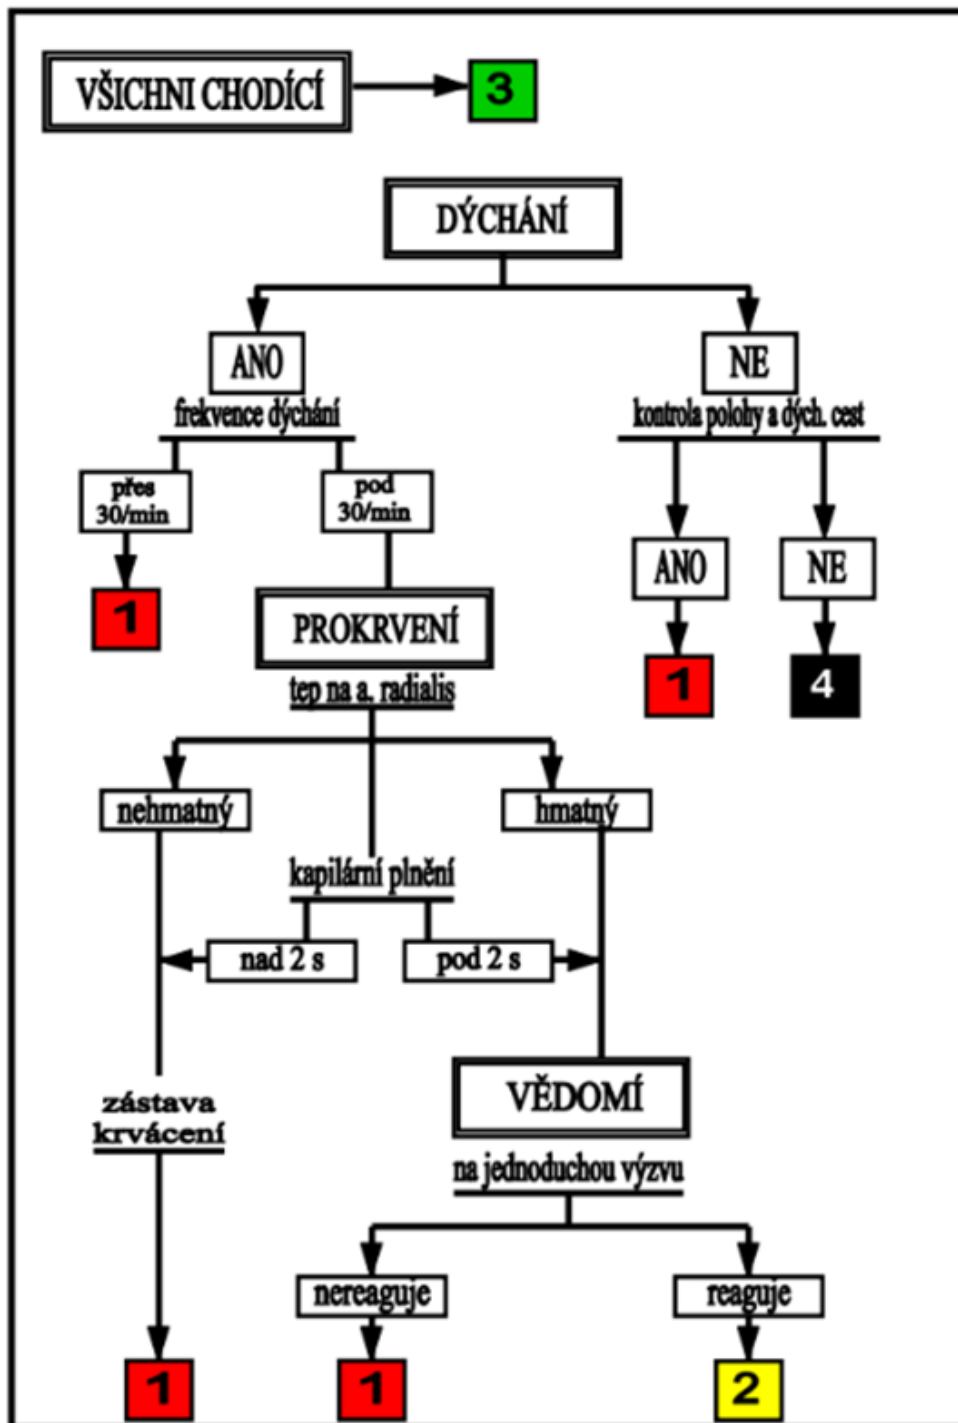 VŠICHNI CHODÍCÍ
3
DÝCHÁNÍ
ANO
NE
frekvence dýchání
kontrola polohy a dých. cest
přes
30/min
pod
30/min
ANO
NE
1
PROKRVENÍ
1
4
tep na a. radialis
nehmatný
hmatný
kapilární plnění
nad 2 s
pod 2 s
VĚDOMÍ
zástava
krvácení
na jednoduchou výzvu
nereaguje
reaguje
1
1
2